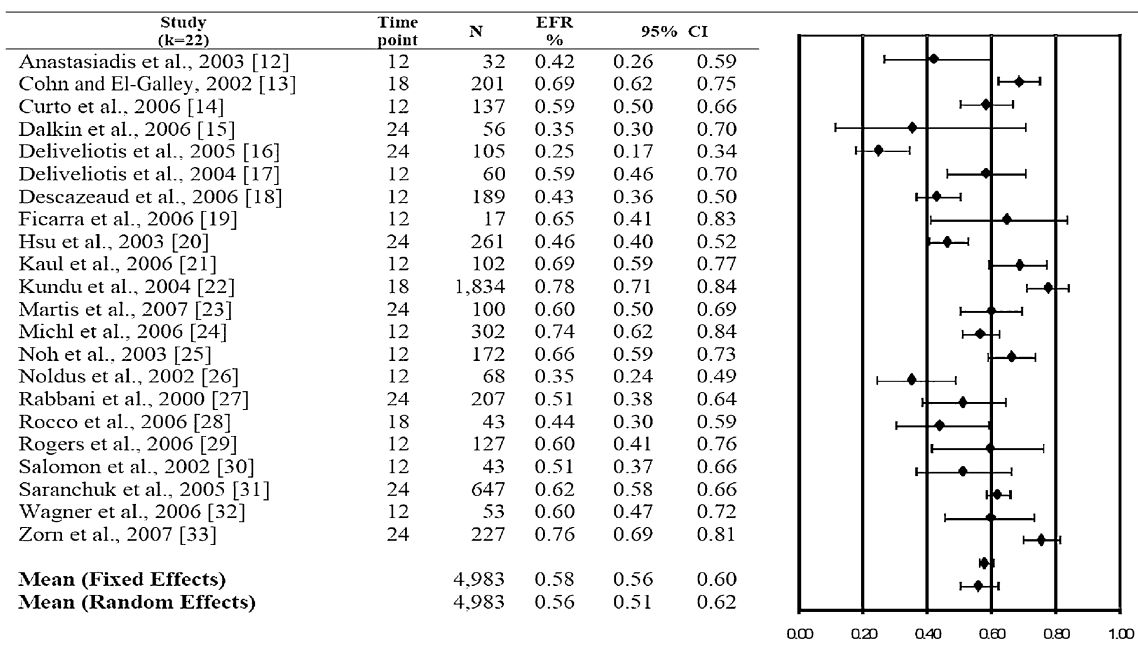 Study (k=22) Time point N EFR % 95% CI
Anastasiadis et al., 2003 [12] 12 32 0.42 0.26 0.59
Cohn and El-Galley, 2002 [13] 18 201 0.69 0.62 0.75
Curto et al., 2006 [14] 12 137 0.59 0.50 0.66
Dalkin et al., 2006 [15] 24 56 0.35 0.30 0.70
Deliveliotis et al., 2005 [16] 24 105 0.25 0.17 0.34
Deliveliotis et al., 2004 [17] 12 60 0.59 0.46 0.70
Descazeaud et al., 2006 [18] 12 189 0.43 0.36 0.50
Ficarra et al., 2006 [19] 12 17 0.65 0.41 0.83
Hsu et al., 2003 [20] 24 261 0.46 0.40 0.52
Kaul et al., 2006 [21] 12 102 0.69 0.59 0.77
Kundu et al., 2004 [22] 18 1,834 0.78 0.71 0.84
Martis et al., 2007 [23] 24 100 0.60 0.50 0.69
Michl et al., 2006 [24] 12 302 0.74 0.62 0.84
Noh et al., 2003 [25] 12 172 0.66 0.59 0.73
Noldus et al., 2002 [26] 12 68 0.35 0.24 0.49
Rabbani et al., 2000 [27] 24 207 0.51 0.38 0.64
Rocco et al., 2006 [28] 18 43 0.44 0.30 0.59
Rogers et al., 2006 [29] 12 127 0.60 0.41 0.76
Salomon et al., 2002 [30] 12 43 0.51 0.37 0.66
Saranchuk et al., 2005 [31] 24 647 0.62 0.58 0.66
Wagner et al., 2006 [32] 12 53 0.60 0.47 0.72
Zorn et al., 2007 [33] 24 227 0.76 0.69 0.81
Mean (Fixed Effects) 4,983 0.58 0.56 0.60
Mean (Random Effects) 4,983 0.56 0.51 0.62
0.00 0.20 0.40 0.60 0.80 1.00